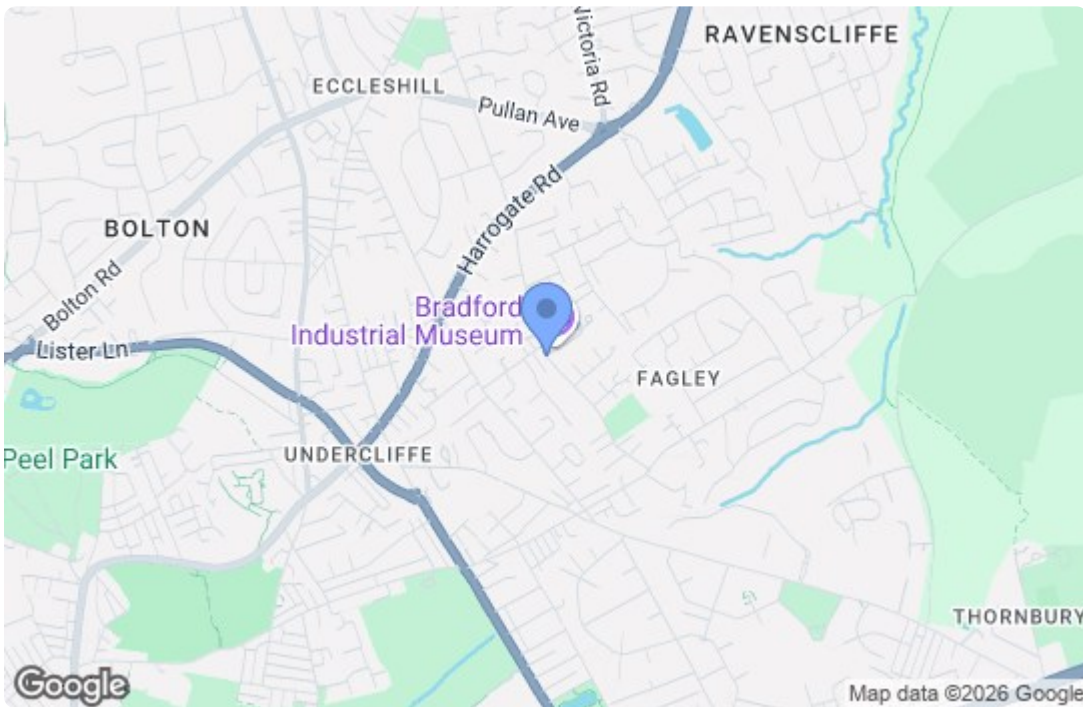 RAVENSCLIFFE
Victoria Rd
ECCLESHILL
Pullan Ave
Harrogate Rd
BOLTON
Bolton Rd
Bradford
Industrial Museum
Lister Ln
FAGLEY
UNDERCLIFFE
Peel Park
THORNBURY
Google
Map data ©2026 Google